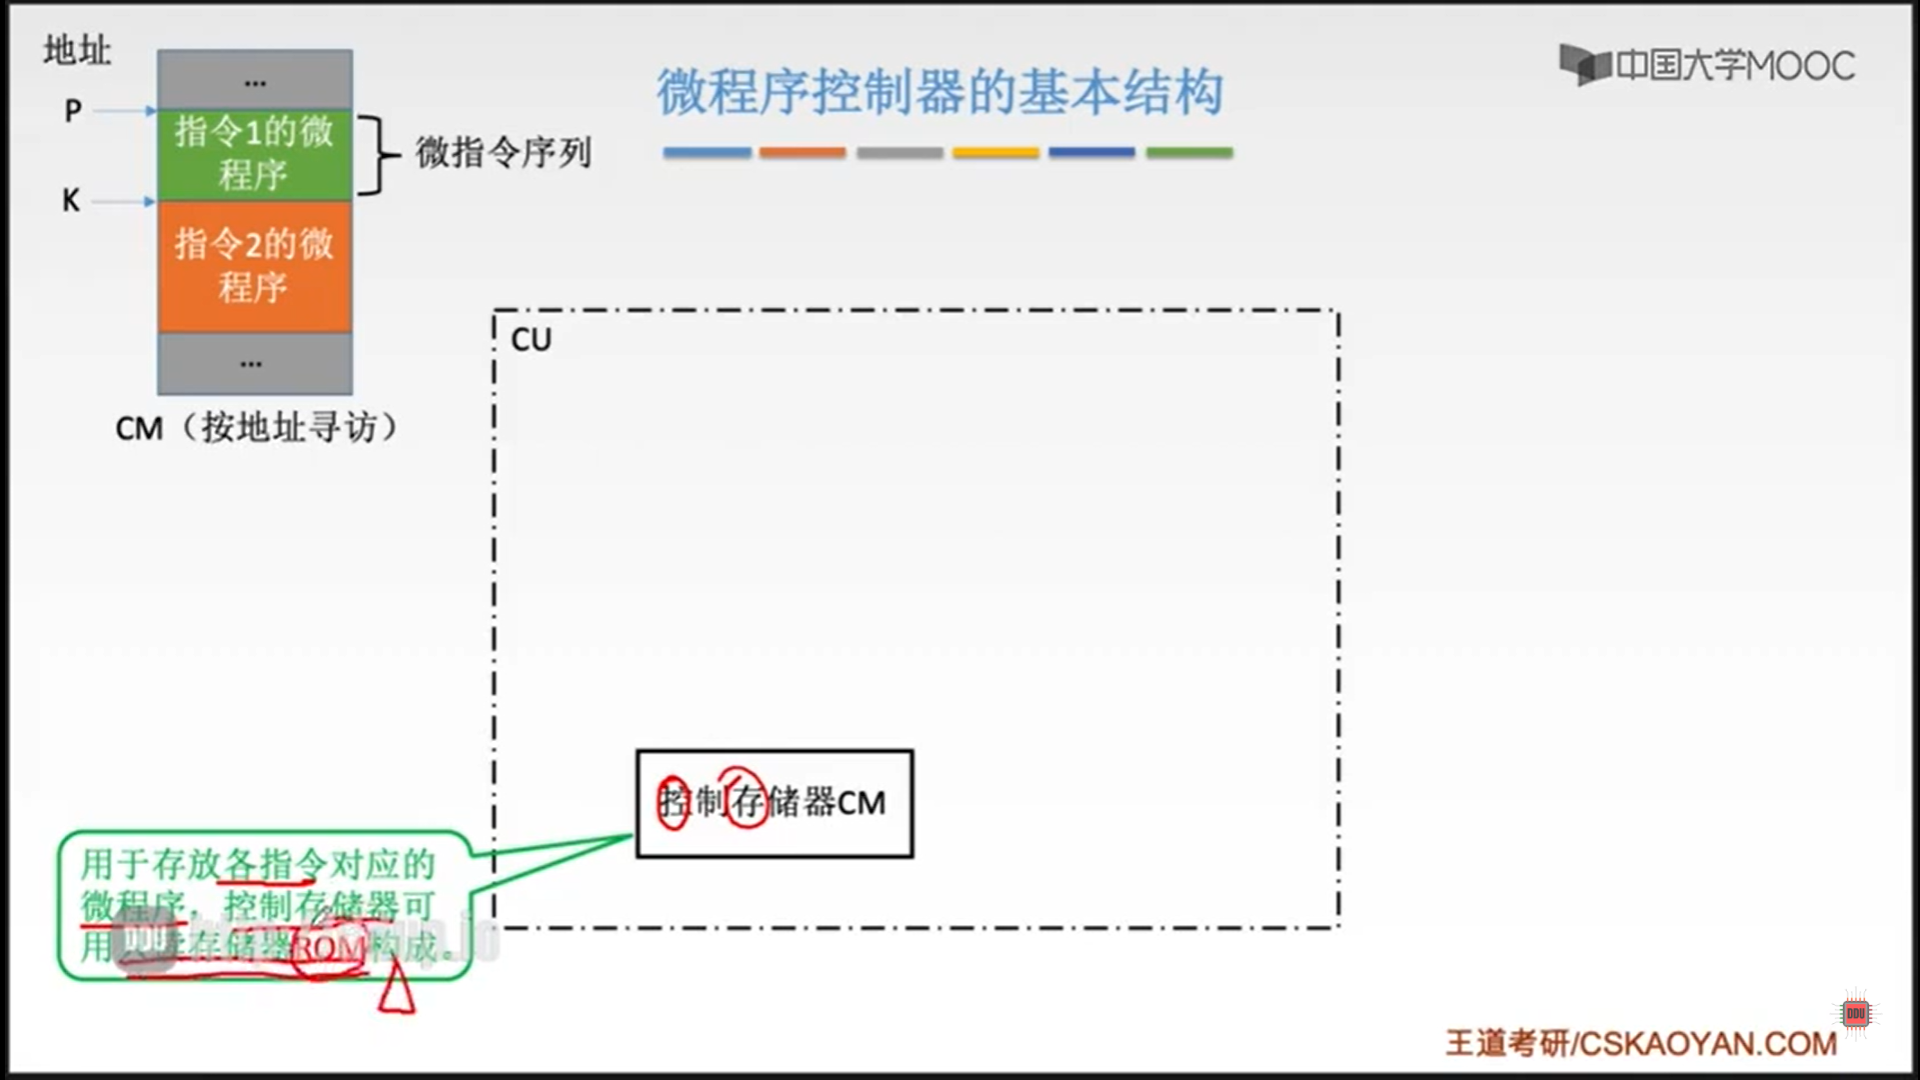 地址
...
P
指令1的微
程序
微指令序列
K
指令2的微
程序
...
CM（按地址寻访）
微程序控制器的基本结构
中国大学MOOC
CU
控制存储器CM
用于存放各指令对应的
微程序，控制存储器可
用只读存储器ROM构成。
王道考研/CSKAOYAN.COM
DDU